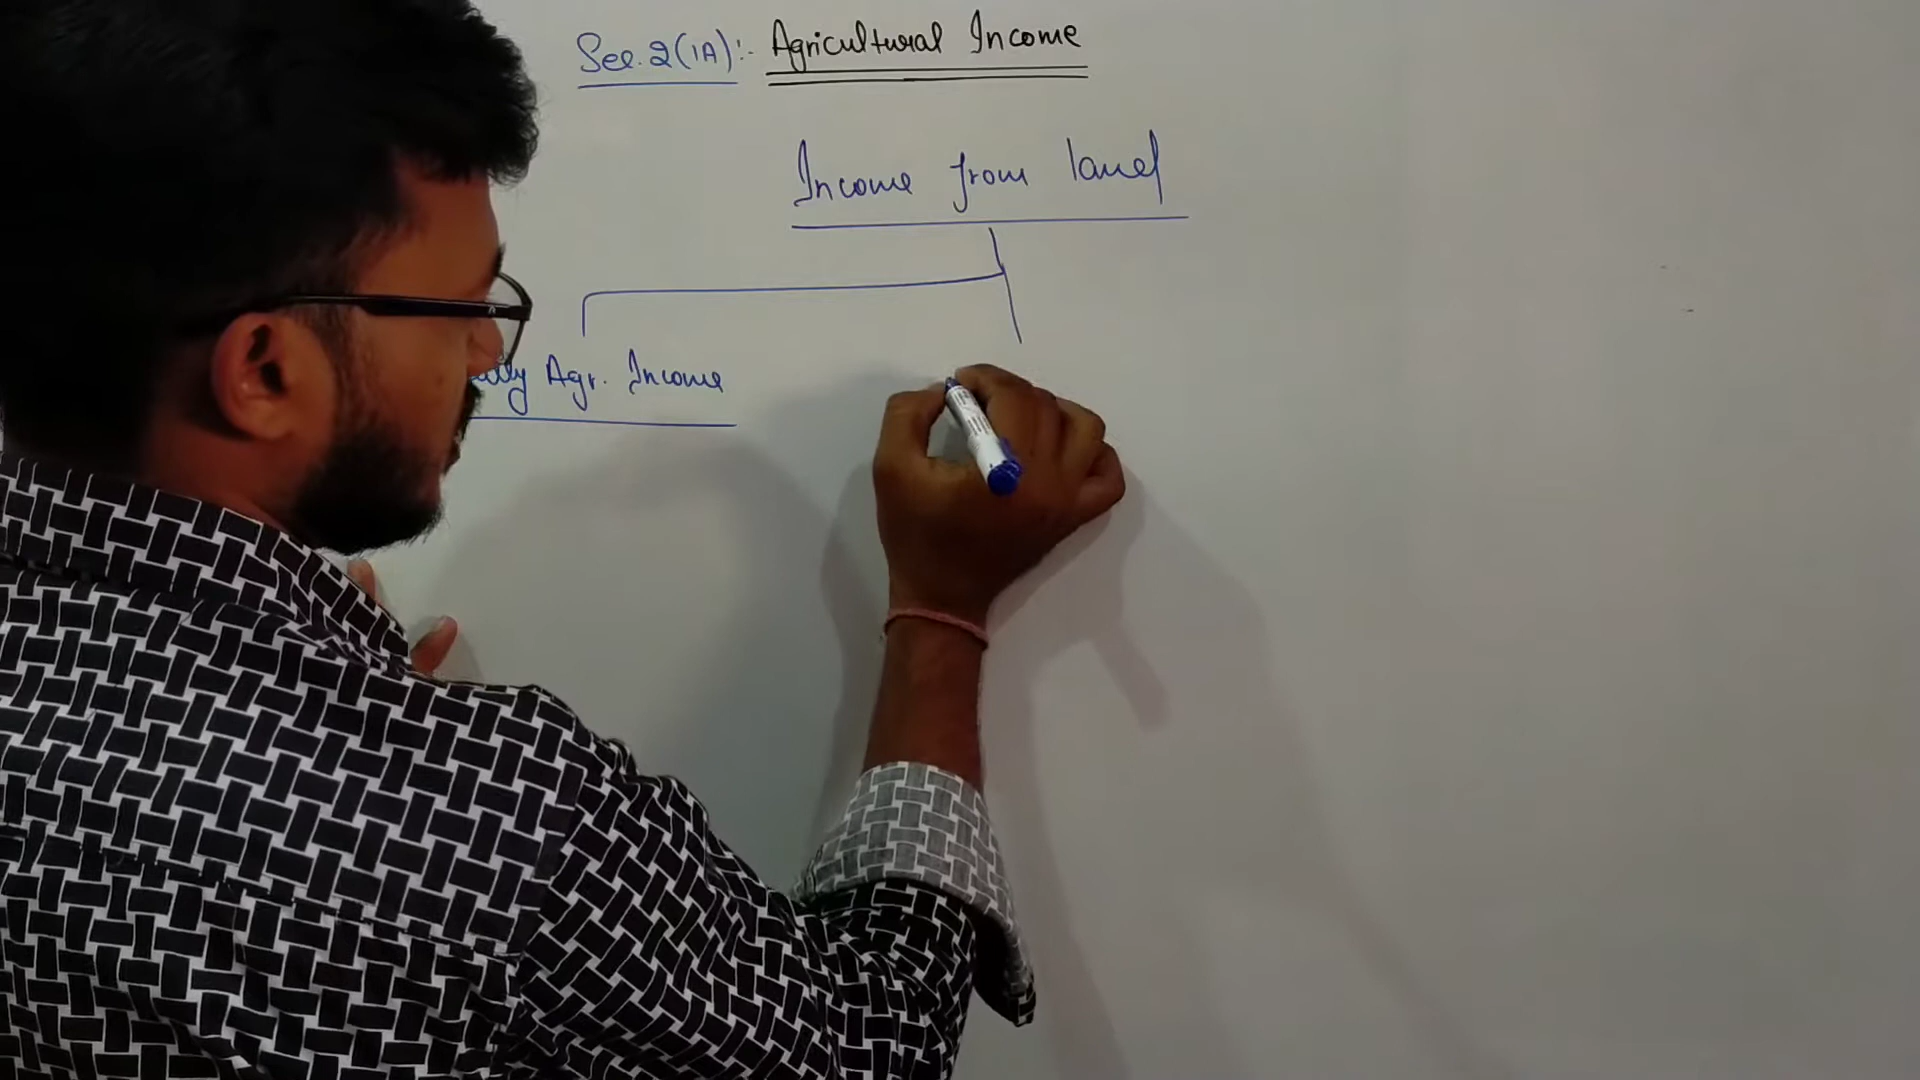 Sec. 2(1A):- Agricultural Income
Income from land
Agr. Income